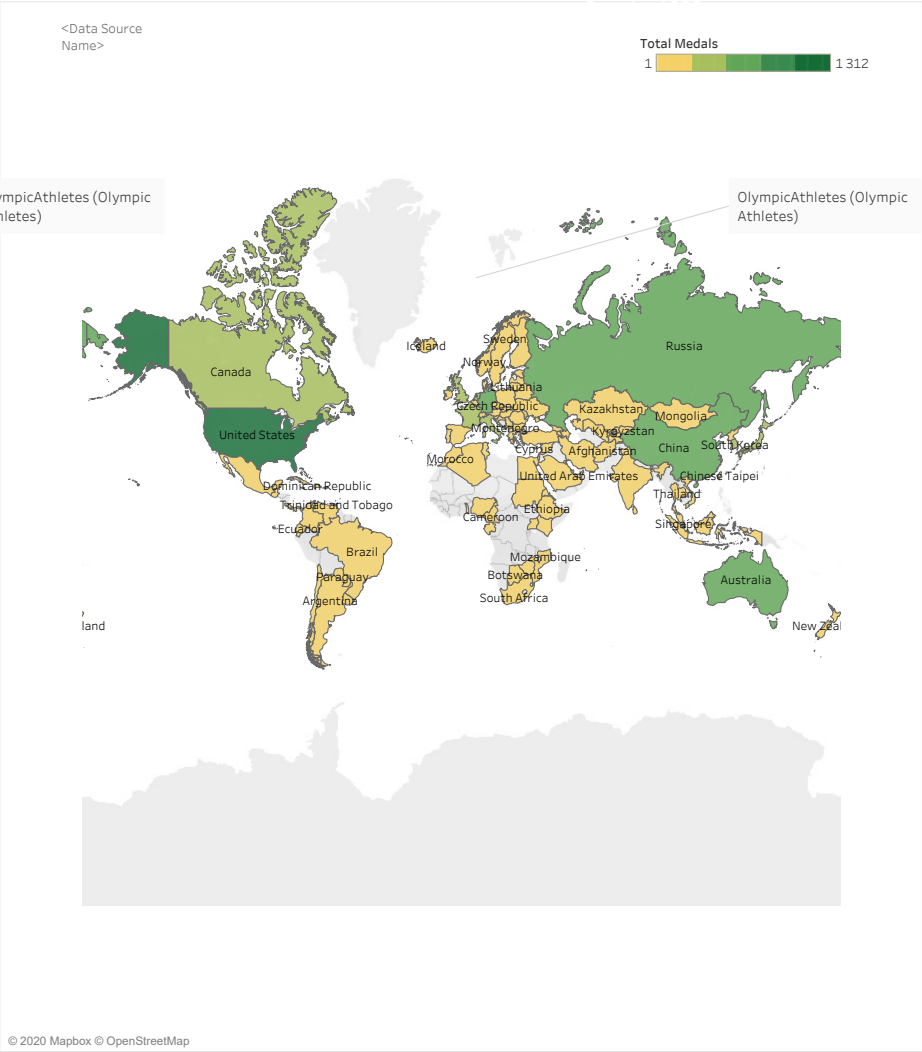 <Data Source
Name>
Total Medals
1
1 312
ympicAthletes (Olympic
hletes)
OlympicAthletes (Olympic
Athletes)
Russia
Sweden
Iceland
Norway
Canada
Lithuania
Czech Republic
Kazakhstan
Mongolia
Montenegro
Kyrgyzstan
United States
South Korea
China
Cyprus
Afghanistan
Morocco
United Arab Emirates
Chinese Taipei
Dominican Republic
Thailand
Trinidad and Tobago
Ethiopia
Cameroon
Singapore
Ecuador
Brazil
Mozambique
Botswana
Paraguay
Australia
South Africa
Argentina
land
New Zeal
© 2020 Mapbox © OpenStreetMap